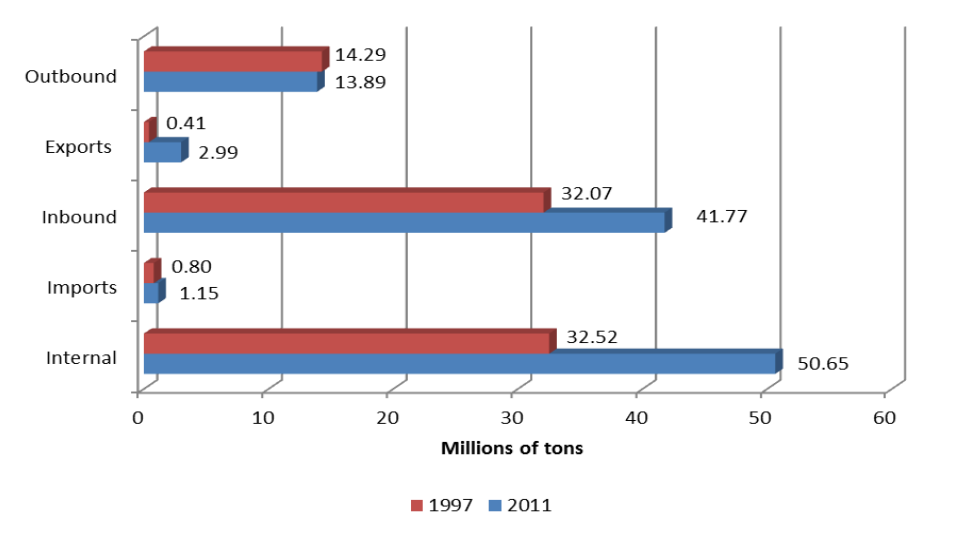 Outbound
14.29
13.89
Exports
0.41
2.99
Inbound
32.07
41.77
Imports
0.80
1.15
Internal
32.52
50.65
0 10 20 30 40 50 60
Millions of tons
1997 2011